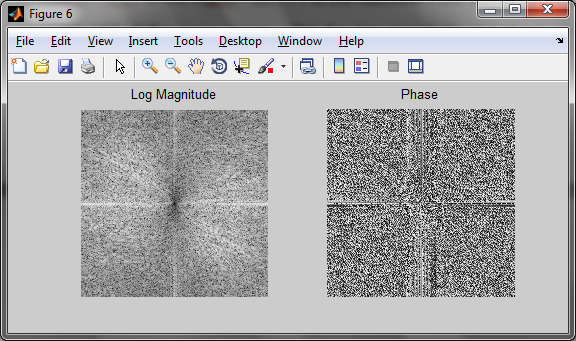 Figure 6
File Edit View Insert Tools Desktop Window Help
Log Magnitude Phase